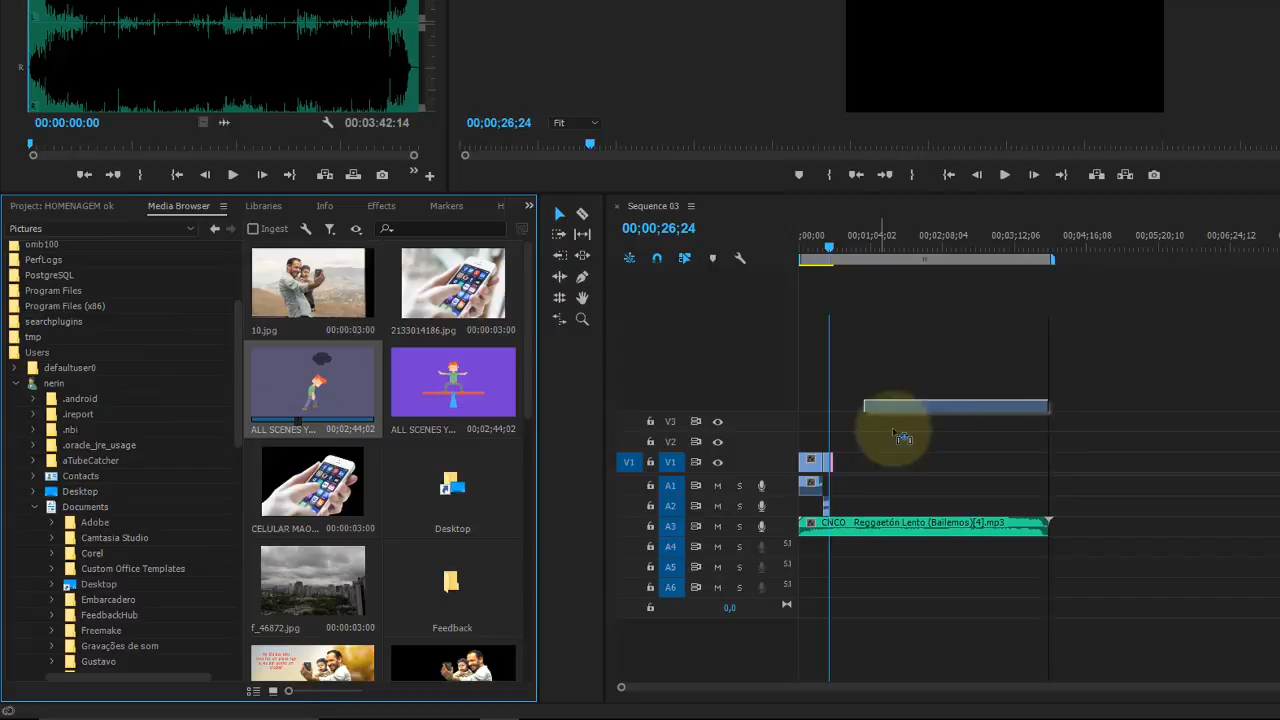 R
00;00;00;00
00;03;42;14
00;00;26;24
Fit
Project: HOMENAGEM ok
Media Browser
Libraries
Info
Effects
Markers
H
Pictures
Ingest
omb100
PerfLogs
PostgreSQL
Program Files
Program Files (x86)
searchplugins
tmp
Users
defaultuser0
nerin
.android
.ireport
.nbi
.oracle_jre_usage
aTubeCatcher
Contacts
Desktop
Documents
Adobe
Camtasia Studio
Corel
Custom Office Templates
Desktop
Embarcadero
FeedbackHub
Freemake
Gravações de som
Gustavo
10.jpg 00;00;03;00
2133014186.jpg 00;00;03;00
ALL SCENES Y... 00;02;44;02
ALL SCENES Y... 00;02;44;02
CELULAR MAO... 00;00;03;00
Desktop
f_46872.jpg 00;00;03;00
Feedback
× Sequence 03
00;00;26;24
;00;00
00;01;04;02
00;02;08;04
00;03;12;06
00;04;16;08
00;05;20;10
00;06;24;12
V3
V2
V1 V1
A1 M S
A2 M S
A3 M S
CNCO Reggaetón Lento (Bailemos)[4].mp3
A4 M S 5.1
A5 M S 5.1
A6 M S 5.1
0,0